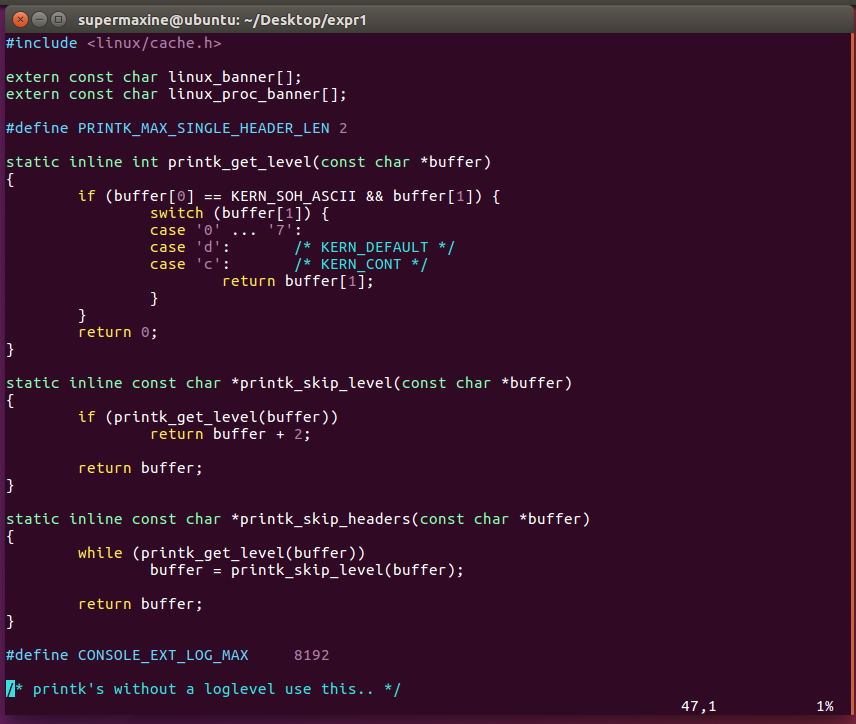 supermaxine@ubuntu: ~/Desktop/expr1
#include <linux/cache.h>
extern const char linux_banner[];
extern const char linux_proc_banner[];
#define PRINTK_MAX_SINGLE_HEADER_LEN 2
static inline int printk_get_level(const char *buffer)
{
        if (buffer[0] == KERN_SOH_ASCII && buffer[1]) {
                switch (buffer[1]) {
                case '0' ... '7':
                case 'd':       /* KERN_DEFAULT */
                case 'c':       /* KERN_CONT */
                        return buffer[1];
                }
        }
        return 0;
}
static inline const char *printk_skip_level(const char *buffer)
{
        if (printk_get_level(buffer))
                return buffer + 2;
        return buffer;
}
static inline const char *printk_skip_headers(const char *buffer)
{
        while (printk_get_level(buffer))
                buffer = printk_skip_level(buffer);
        return buffer;
}
#define CONSOLE_EXT_LOG_MAX     8192
/* printk's without a loglevel use this.. */
47,1 1%